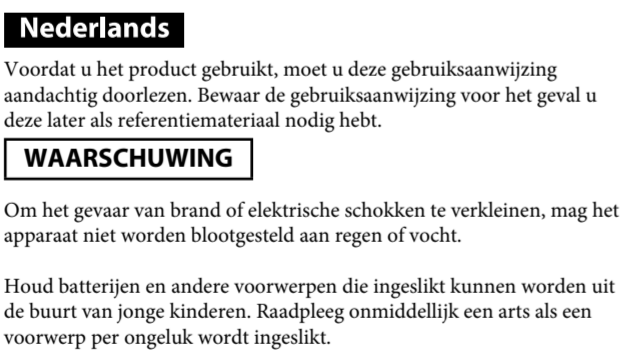 Nederlands
Voordat u het product gebruikt, moet u deze gebruiksaanwijzing
aandachtig doorlezen. Bewaar de gebruiksaanwijzing voor het geval u
deze later als referentiemateriaal nodig hebt.
WAARSCHUWING
Om het gevaar van brand of elektrische schokken te verkleinen, mag het
apparaat niet worden blootgesteld aan regen of vocht.
Houd batterijen en andere voorwerpen die ingeslikt kunnen worden uit
de buurt van jonge kinderen. Raadpleeg onmiddellijk een arts als een
voorwerp per ongeluk wordt ingeslikt.